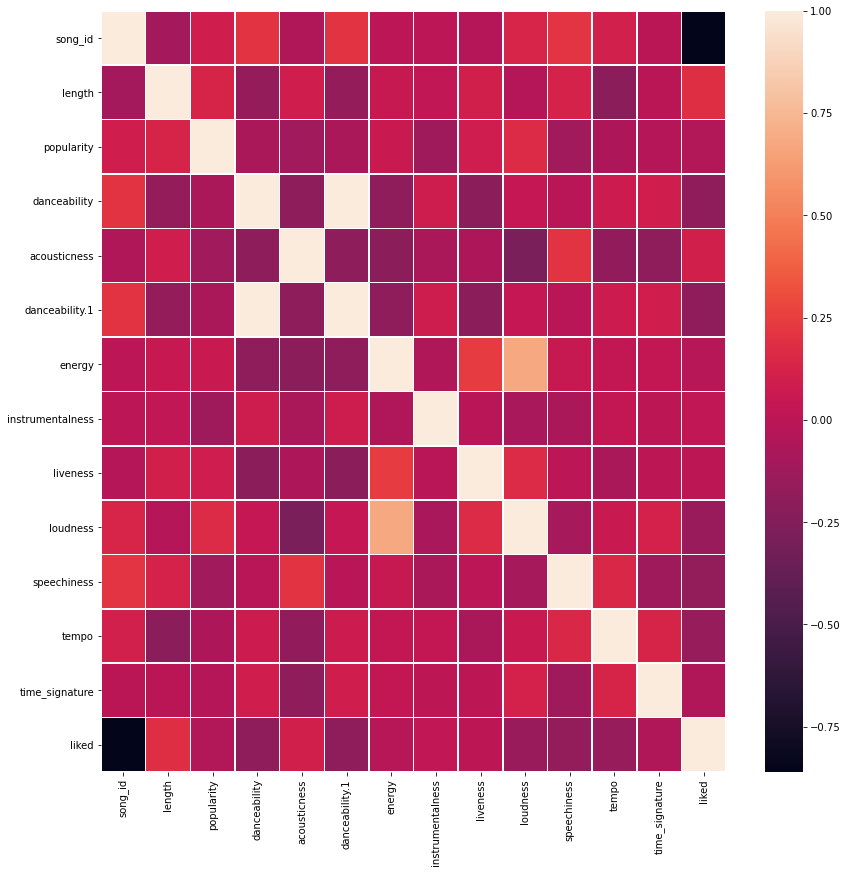 song_id
length
popularity
danceability
acousticness
danceability.1
energy
instrumentalness
liveness
loudness
speechiness
tempo
time_signature
liked
song_id
length
popularity
danceability
acousticness
danceability.1
energy
instrumentalness
liveness
loudness
speechiness
tempo
time_signature
liked
1.00
0.75
0.50
0.25
0.00
−0.25
−0.50
−0.75